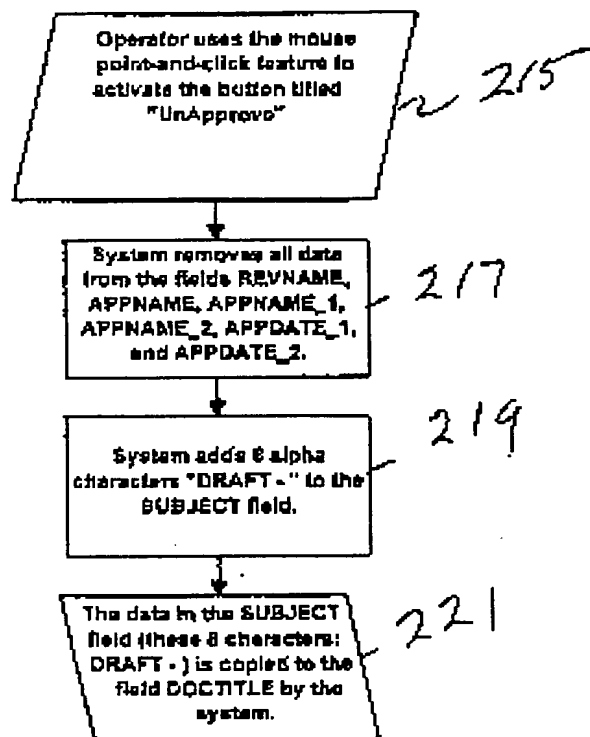 Operator uses the mouse
point-and-click feature to
activate the button titled
"UnApprove"
215
System removes all data
from the fields REVNAME,
APPNAME, APPNAME_1,
APPNAME_2, APPDATE_1,
and APPDATE_2.
217
System adds 8 alpha
characters "DRAFT - " to the
SUBJECT field.
219
The data in the SUBJECT
field (these 8 characters:
DRAFT - ) is copied to the
field DOCTITLE by the
system.
221